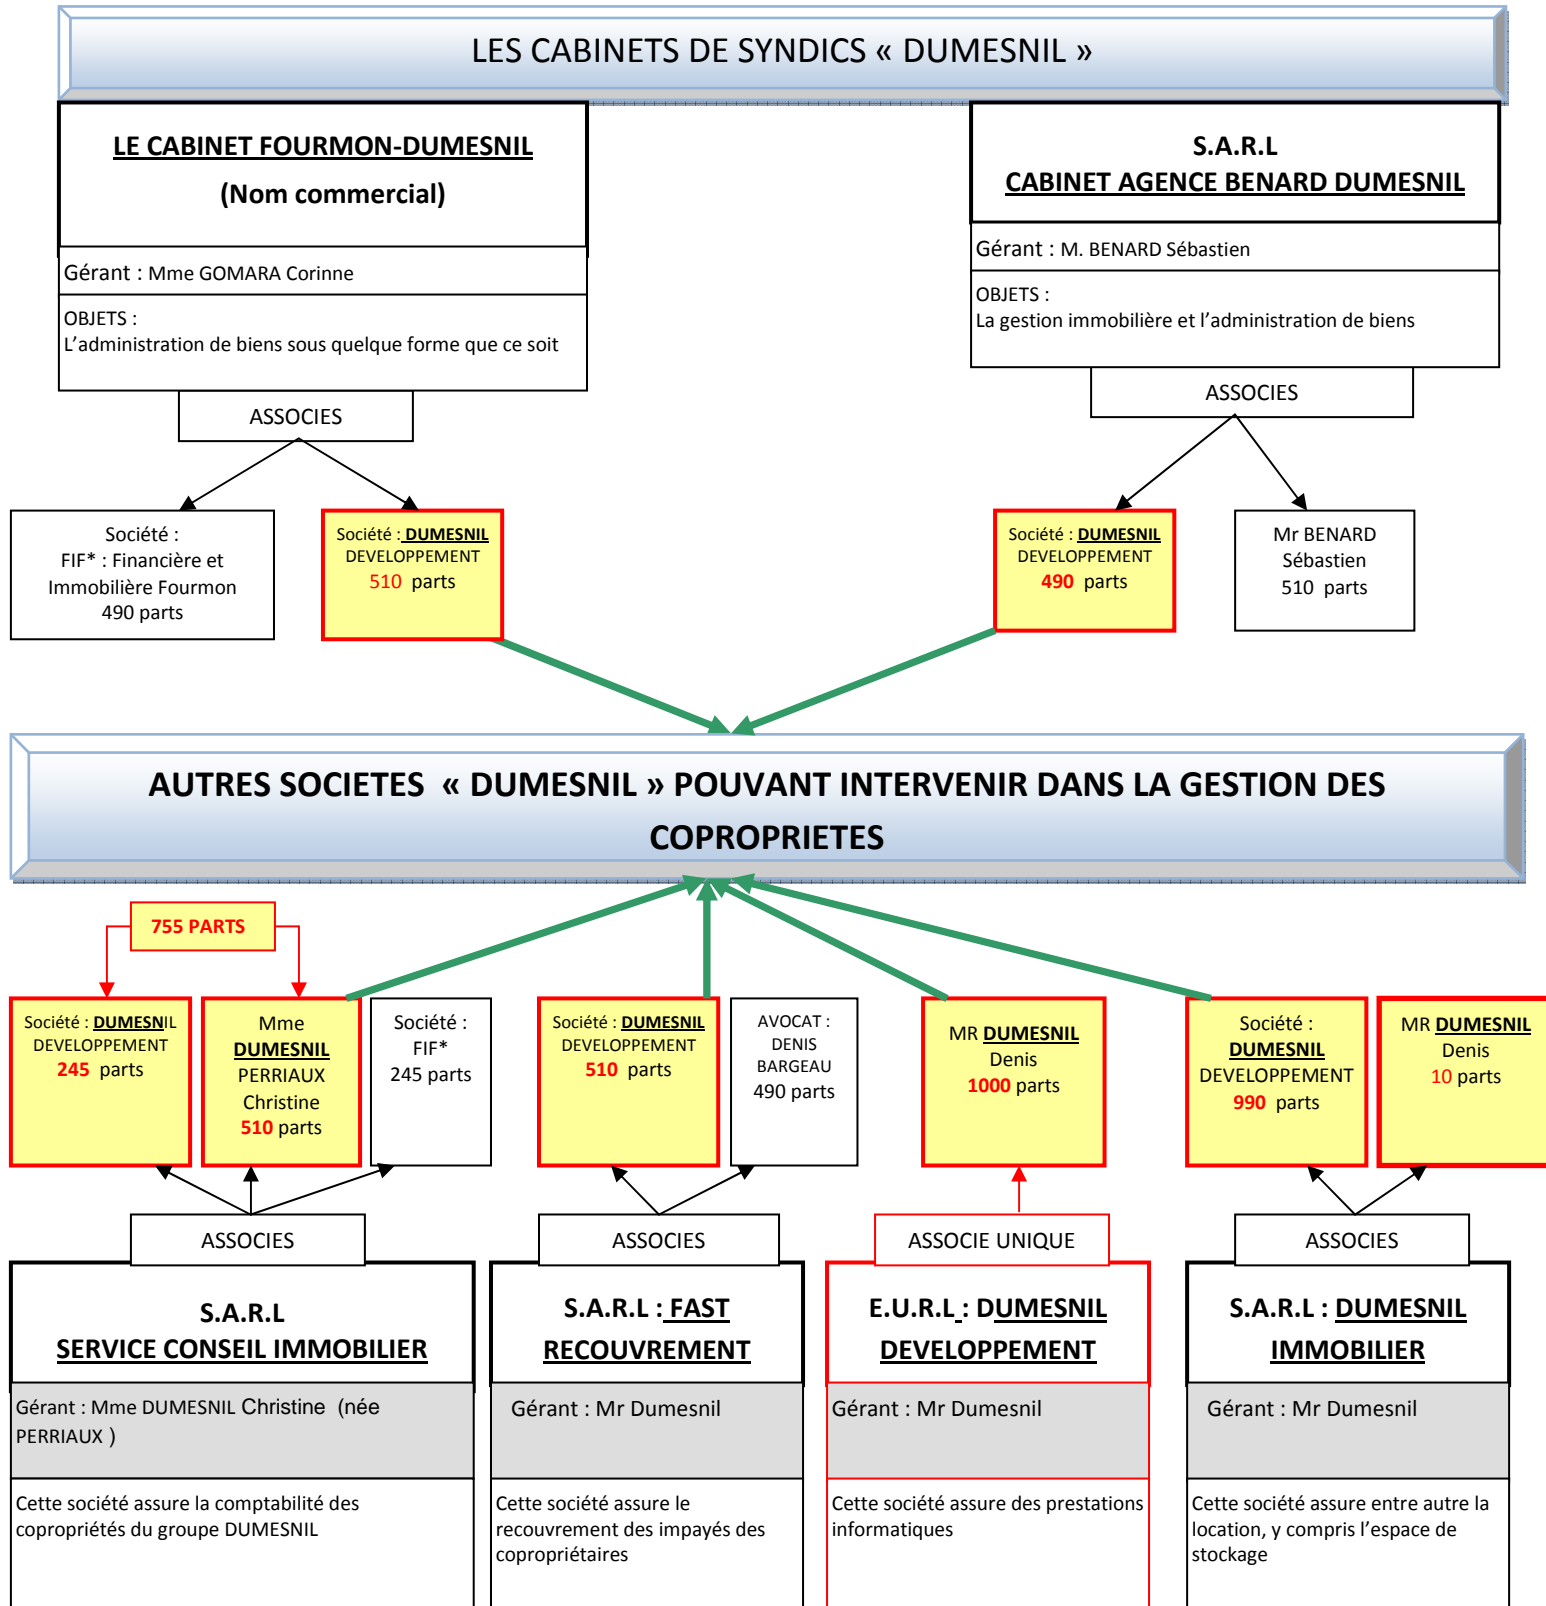 LES CABINETS DE SYNDICS « DUMESNIL »
LE CABINET FOURMON-DUMESNIL
(Nom commercial)
Gérant : Mme GOMARA Corinne
OBJETS :
L’administration de biens sous quelque forme que ce soit
ASSOCIES
Société :
FIF* : Financière et
Immobilière Fourmon
490 parts
Société : DUMESNIL
DEVELOPPEMENT
510 parts
S.A.R.L
CABINET AGENCE BENARD DUMESNIL
Gérant : M. BENARD Sébastien
OBJETS :
La gestion immobilière et l’administration de biens
ASSOCIES
Société : DUMESNIL
DEVELOPPEMENT
490 parts
Mr BENARD
Sébastien
510 parts
AUTRES SOCIETES « DUMESNIL » POUVANT INTERVENIR DANS LA GESTION DES
COPROPRIETES
755 PARTS
Société : DUMESNIL
DEVELOPPEMENT
245 parts
Mme
DUMESNIL
PERRIAUX
Christine
510 parts
Société :
FIF*
245 parts
ASSOCIES
S.A.R.L
SERVICE CONSEIL IMMOBILIER
Gérant : Mme DUMESNIL Christine (née
PERRIAUX )
Cette société assure la comptabilité des
copropriétés du groupe DUMESNIL
Société : DUMESNIL
DEVELOPPEMENT
510 parts
AVOCAT :
DENIS
BARGEAU
490 parts
ASSOCIES
S.A.R.L : FAST
RECOUVREMENT
Gérant : Mr Dumesnil
Cette société assure le
recouvrement des impayés des
copropriétaires
MR DUMESNIL
Denis
1000 parts
ASSOCIE UNIQUE
E.U.R.L : DUMESNIL
DEVELOPPEMENT
Gérant : Mr Dumesnil
Cette société assure des prestations
informatiques
Société :
DUMESNIL
DEVELOPPEMENT
990 parts
MR DUMESNIL
Denis
10 parts
ASSOCIES
S.A.R.L : DUMESNIL
IMMOBILIER
Gérant : Mr Dumesnil
Cette société assure entre autre la
location, y compris l’espace de
stockage